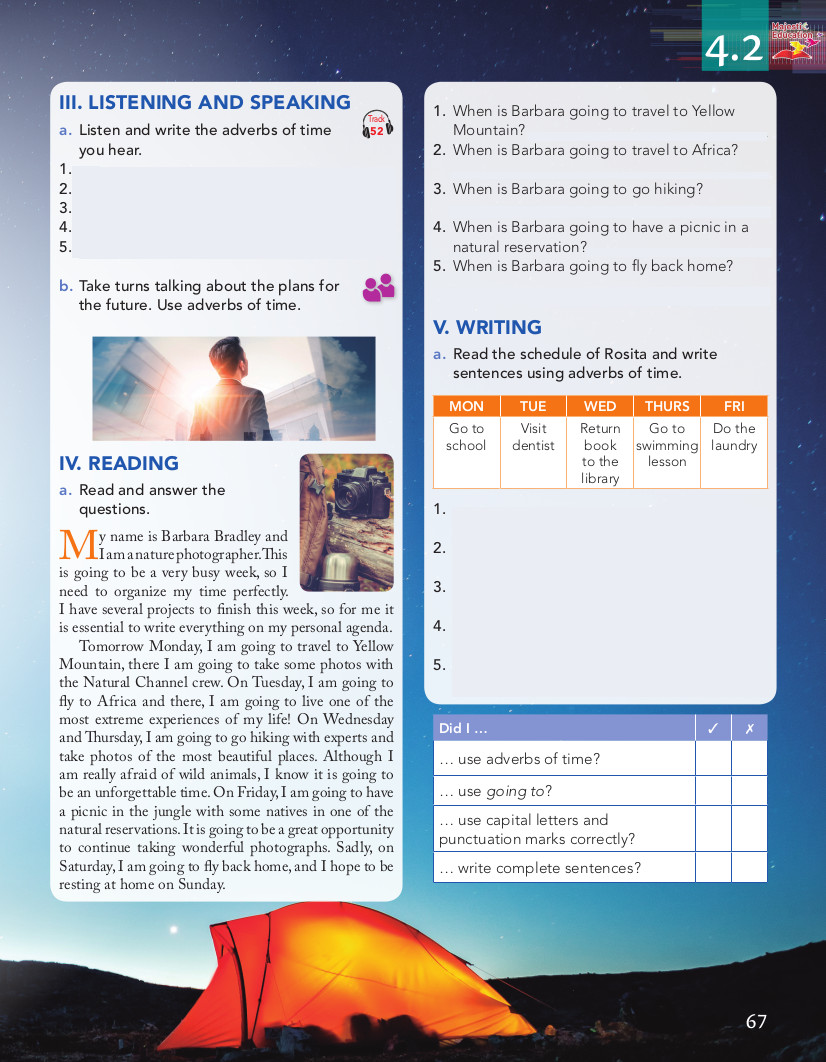 4.2
Majestic
Education
III. LISTENING AND SPEAKING
a. Listen and write the adverbs of time
you hear.
Track
52
1.
2.
3.
4.
5.
b. Take turns talking about the plans for
the future. Use adverbs of time.
IV. READING
a. Read and answer the
questions.
My name is Barbara Bradley and
I am a nature photographer. This
is going to be a very busy week, so I
need to organize my time perfectly.
I have several projects to finish this week, so for me it
is essential to write everything on my personal agenda.
Tomorrow Monday, I am going to travel to Yellow
Mountain, there I am going to take some photos with
the Natural Channel crew. On Tuesday, I am going to
fly to Africa and there, I am going to live one of the
most extreme experiences of my life! On Wednesday
and Thursday, I am going to go hiking with experts and
take photos of the most beautiful places. Although I
am really afraid of wild animals, I know it is going to
be an unforgettable time. On Friday, I am going to have
a picnic in the jungle with some natives in one of the
natural reservations. It is going to be a great opportunity
to continue taking wonderful photographs. Sadly, on
Saturday, I am going to fly back home, and I hope to be
resting at home on Sunday.
1. When is Barbara going to travel to Yellow
Mountain?
2. When is Barbara going to travel to Africa?
3. When is Barbara going to go hiking?
4. When is Barbara going to have a picnic in a
natural reservation?
5. When is Barbara going to fly back home?
V. WRITING
a. Read the schedule of Rosita and write
sentences using adverbs of time.
MON TUE WED THURS FRI
Go to Visit Return Go to Do the
school dentist book swimming laundry
to the lesson
library
1.
2.
3.
4.
5.
Did I … ✓ ✗
… use adverbs of time?
… use going to?
… use capital letters and
punctuation marks correctly?
… write complete sentences?
67